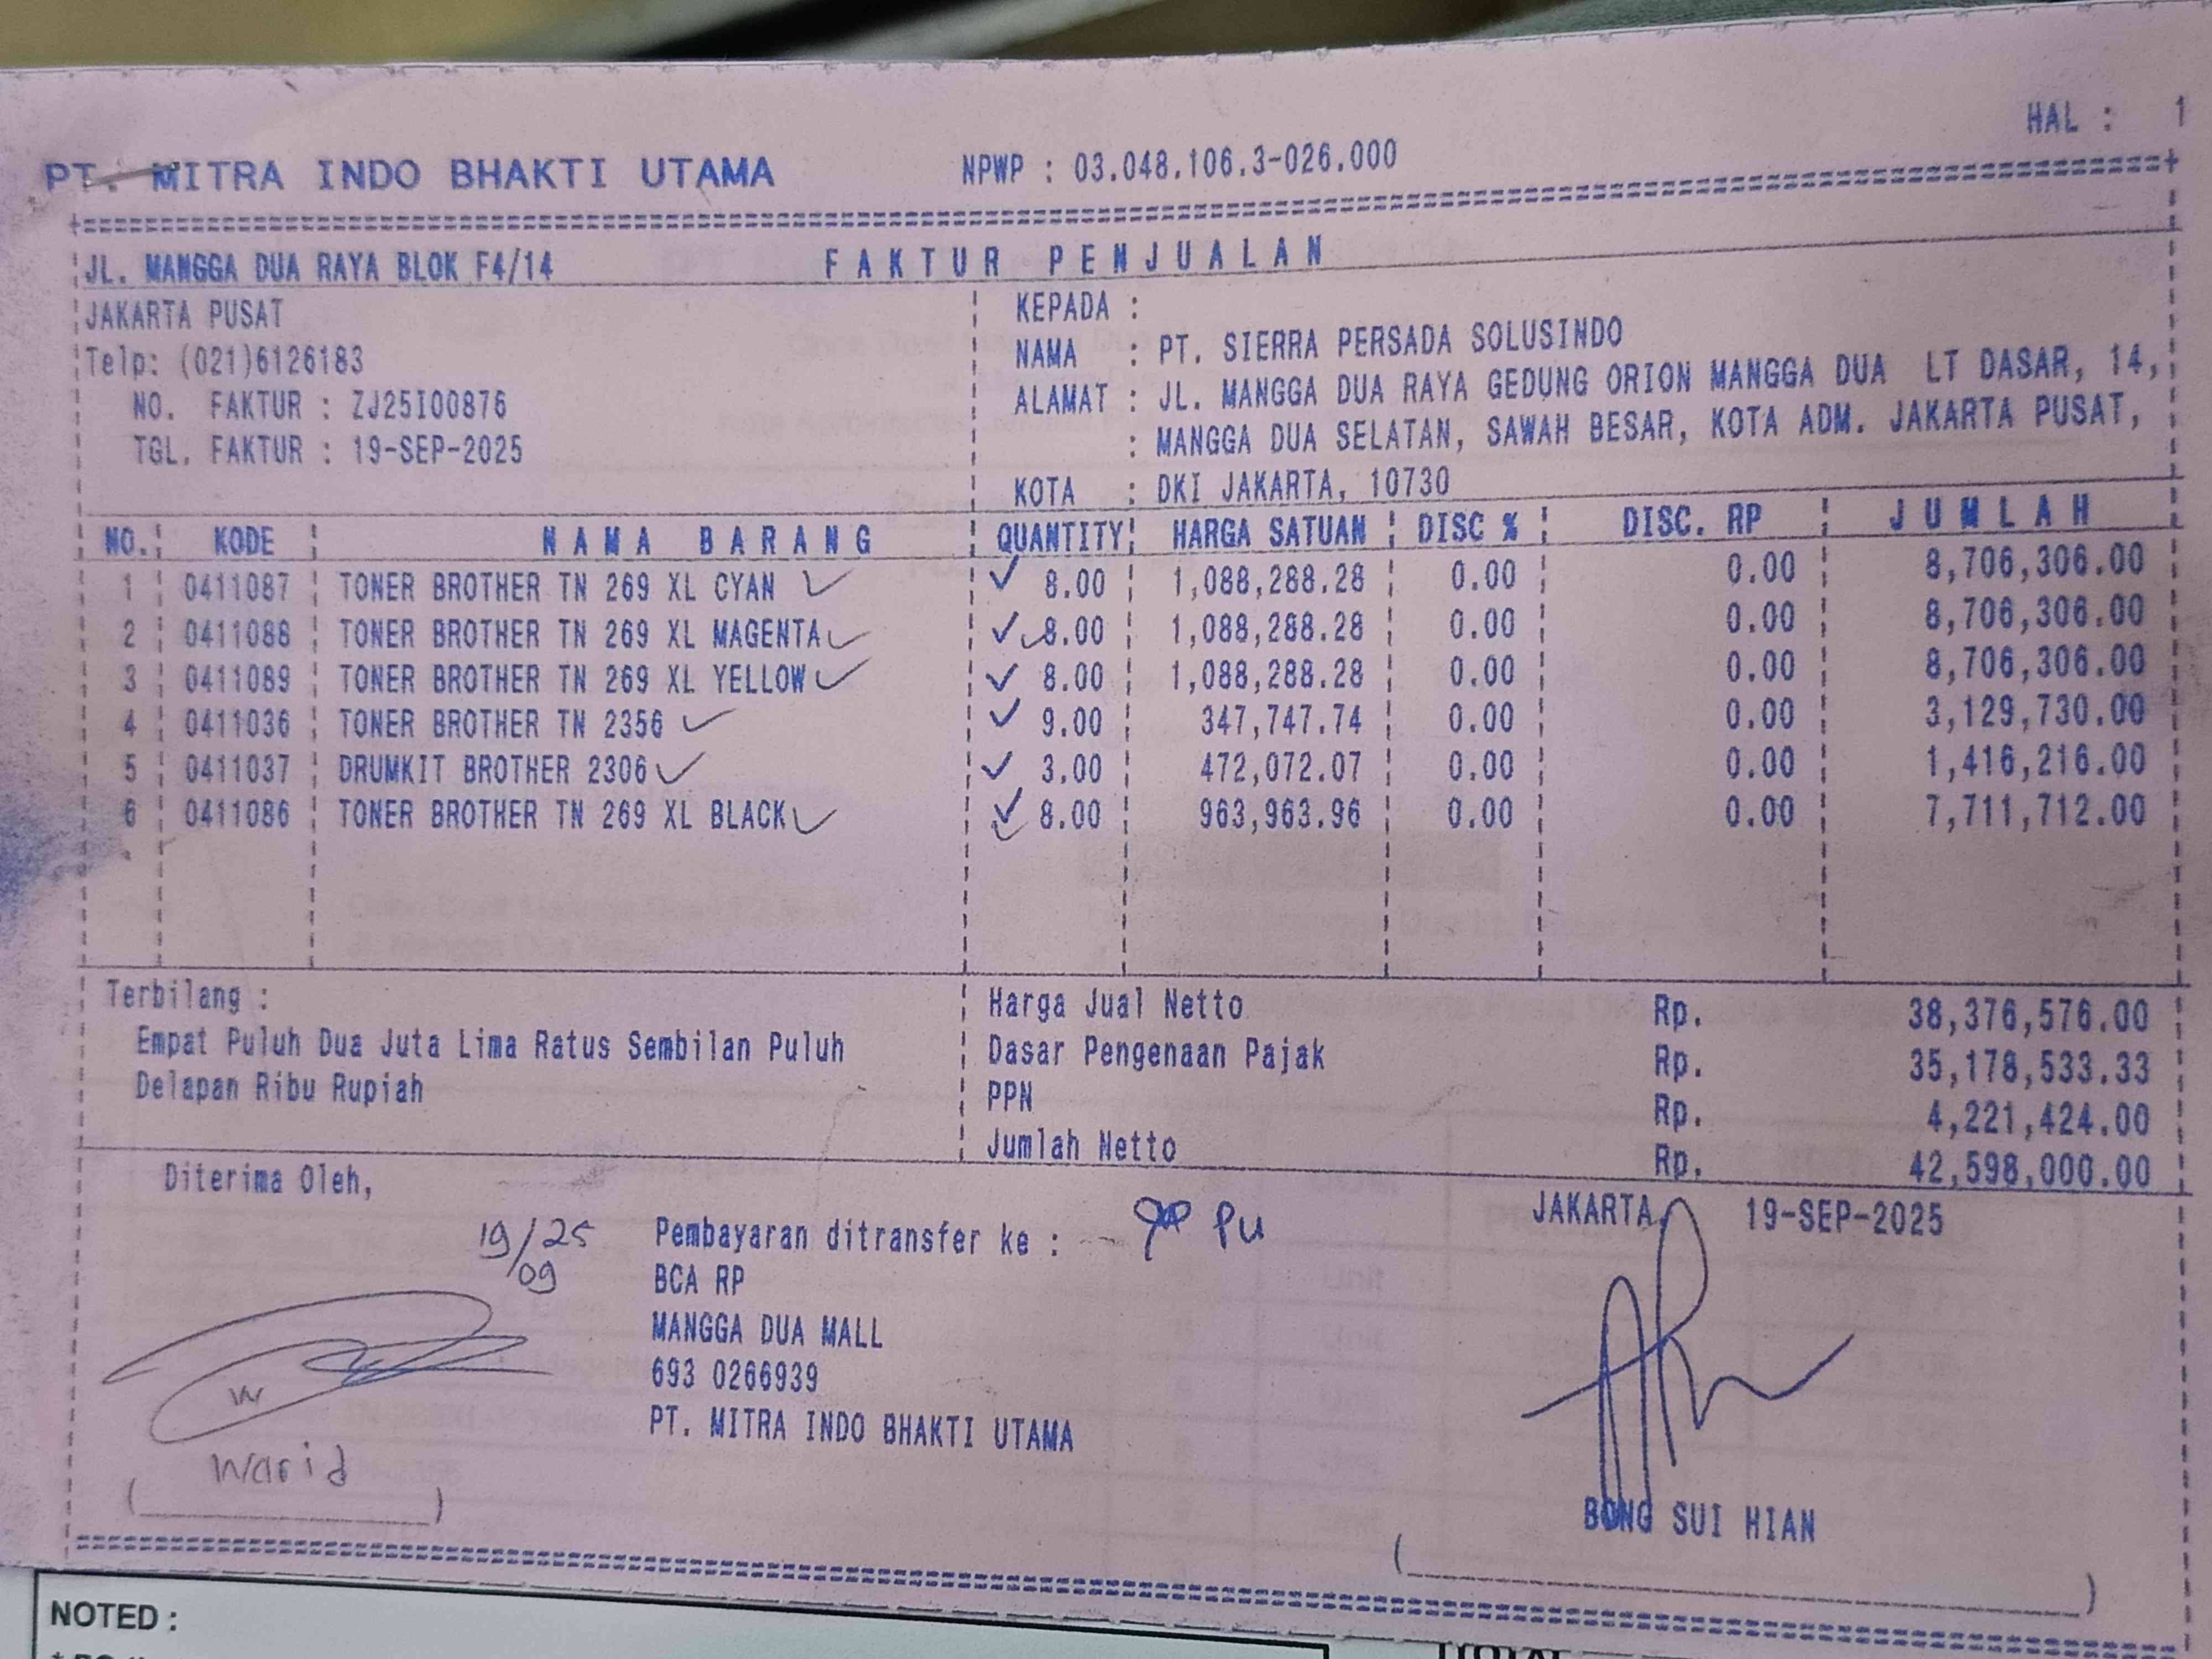 HAL : 1
PT. MITRA INDO BHAKTI UTAMA NPWP : 03.048.106.3-026.000
JL. MANGGA DUA RAYA BLOK F4/14 FAKTUR PENJUALAN
JAKARTA PUSAT KEPADA :
Telp: (021)6126183 NAMA : PT. SIERRA PERSADA SOLUSINDO
NO. FAKTUR : ZJ25I00876 ALAMAT : JL. MANGGA DUA RAYA GEDUNG ORION MANGGA DUA LT DASAR, 14,
TGL. FAKTUR : 19-SEP-2025 : MANGGA DUA SELATAN, SAWAH BESAR, KOTA ADM. JAKARTA PUSAT,
KOTA : DKI JAKARTA, 10730
NO. KODE NAMA BARANG QUANTITY HARGA SATUAN DISC % DISC. RP JUMLAH
1 0411087 TONER BROTHER TN 269 XL CYAN 8.00 1,088,288.28 0.00 0.00 8,706,306.00
2 0411088 TONER BROTHER TN 269 XL MAGENTA 8.00 1,088,288.28 0.00 0.00 8,706,306.00
3 0411089 TONER BROTHER TN 269 XL YELLOW 8.00 1,088,288.28 0.00 0.00 8,706,306.00
4 0411036 TONER BROTHER TN 2356 9.00 347,747.74 0.00 0.00 3,129,730.00
5 0411037 DRUMKIT BROTHER 2306 3.00 472,072.07 0.00 0.00 1,416,216.00
6 0411086 TONER BROTHER TN 269 XL BLACK 8.00 963,963.96 0.00 0.00 7,711,712.00
Terbilang : Harga Jual Netto Rp. 38,376,576.00
Empat Puluh Dua Juta Lima Ratus Sembilan Puluh Dasar Pengenaan Pajak Rp. 35,178,533.33
Delapan Ribu Rupiah PPN Rp. 4,221,424.00
Jumlah Netto Rp. 42,598,000.00
Diterima Oleh,
JAKARTA, 19-SEP-2025
19/25 Pembayaran ditransfer ke : Pu
/09 BCA RP
MANGGA DUA MALL
693 0266939
PT. MITRA INDO BHAKTI UTAMA
Warid
BONG SUI HIAN
NOTED :
TOTAL